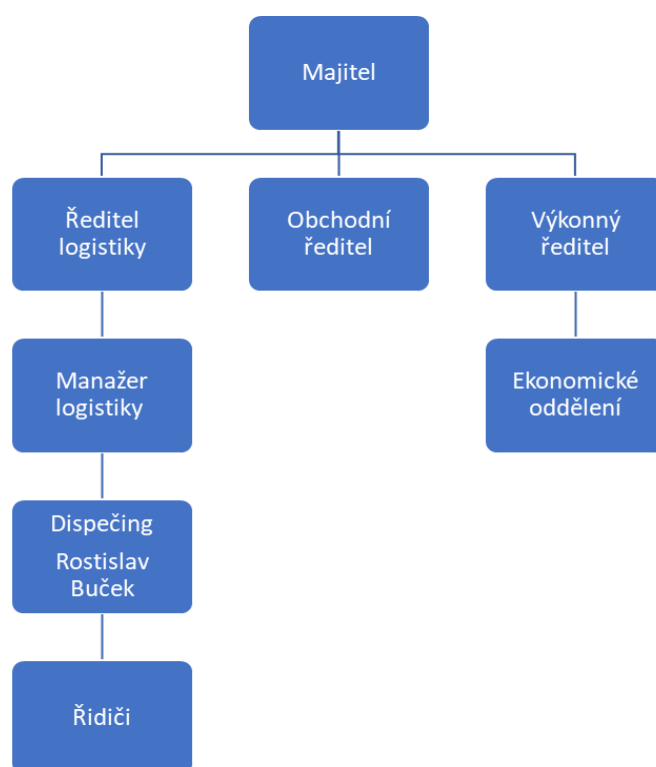 Majitel
Ředitel
logistiky
Obchodní
ředitel
Výkonný
ředitel
Manažer
logistiky
Ekonomické
oddělení
Dispečing
Rostislav
Buček
Řidiči